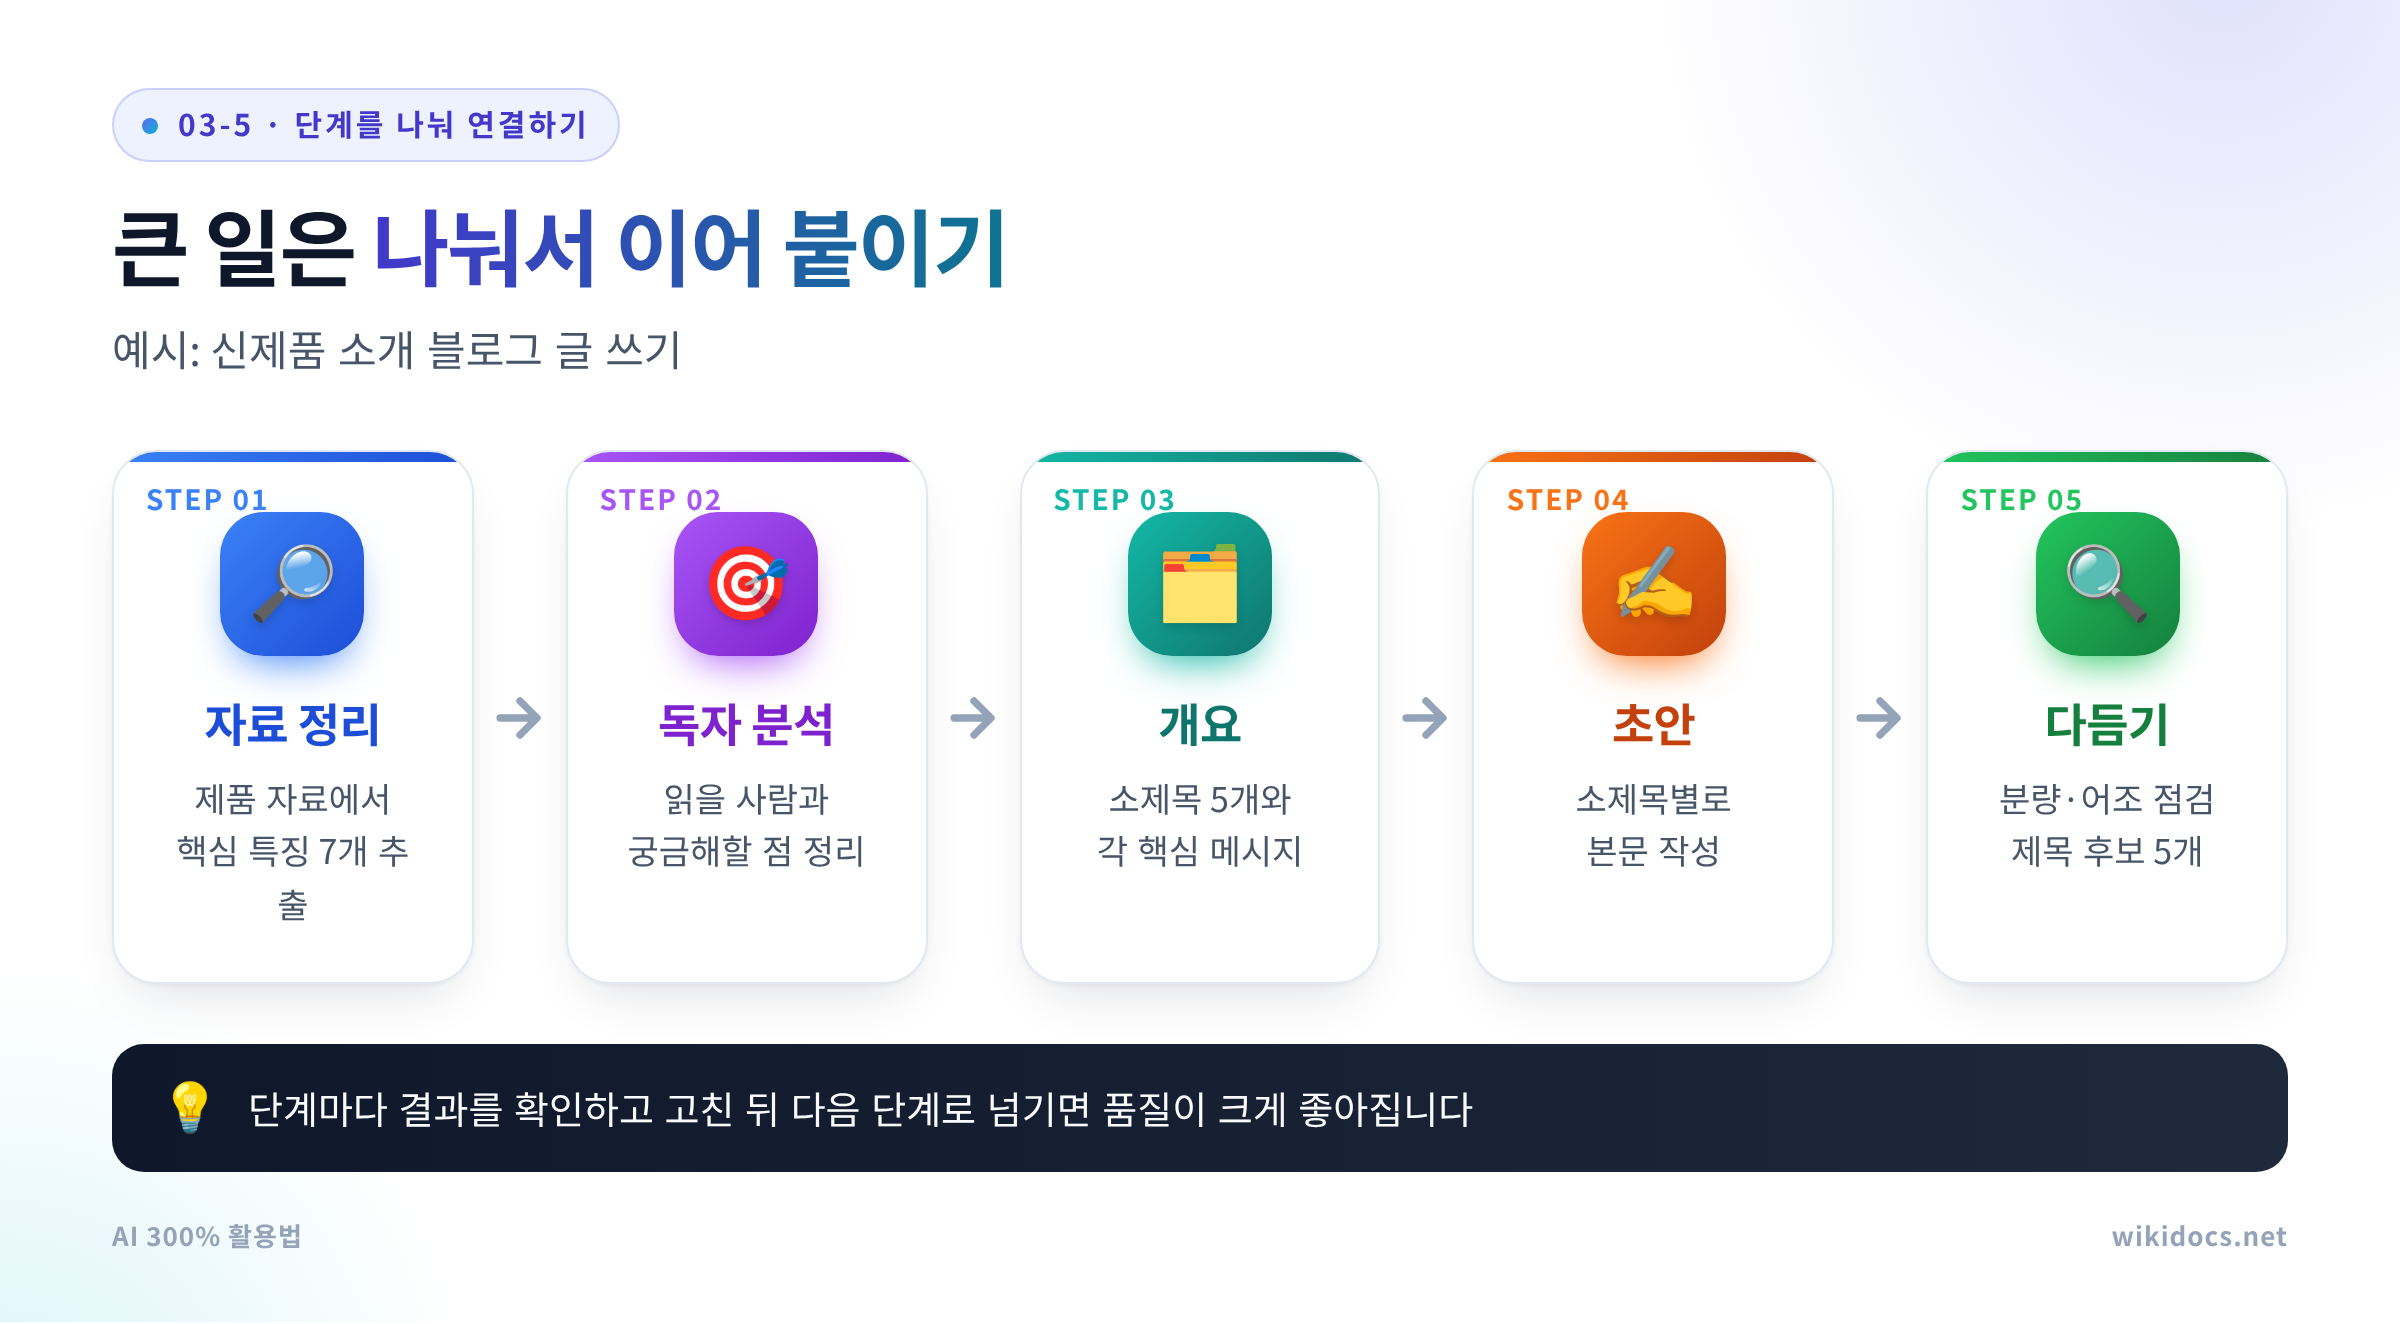 03-5 · 단계를 나눠 연결하기
큰 일은 나눠서 이어 붙이기
예시: 신제품 소개 블로그 글 쓰기
STEP 01
자료 정리
제품 자료에서
핵심 특징 7개 추
출
STEP 02
독자 분석
읽을 사람과
궁금해할 점 정리
STEP 03
개요
소제목 5개와
각 핵심 메시지
STEP 04
초안
소제목별로
본문 작성
STEP 05
다듬기
분량·어조 점검
제목 후보 5개
단계마다 결과를 확인하고 고친 뒤 다음 단계로 넘기면 품질이 크게 좋아집니다
AI 300% 활용법
wikidocs.net